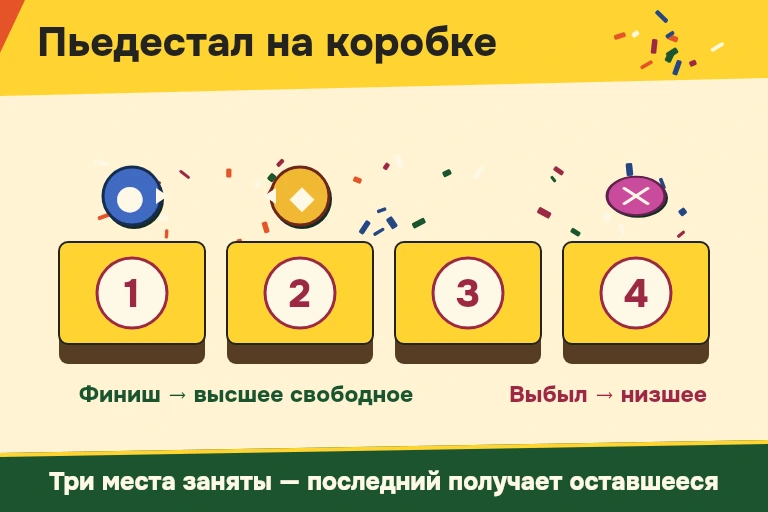 Пьедестал на коробке
1 2 3 4
Финиш → высшее свободное
Выбыл → низшее
Три места заняты — последний получает оставшееся